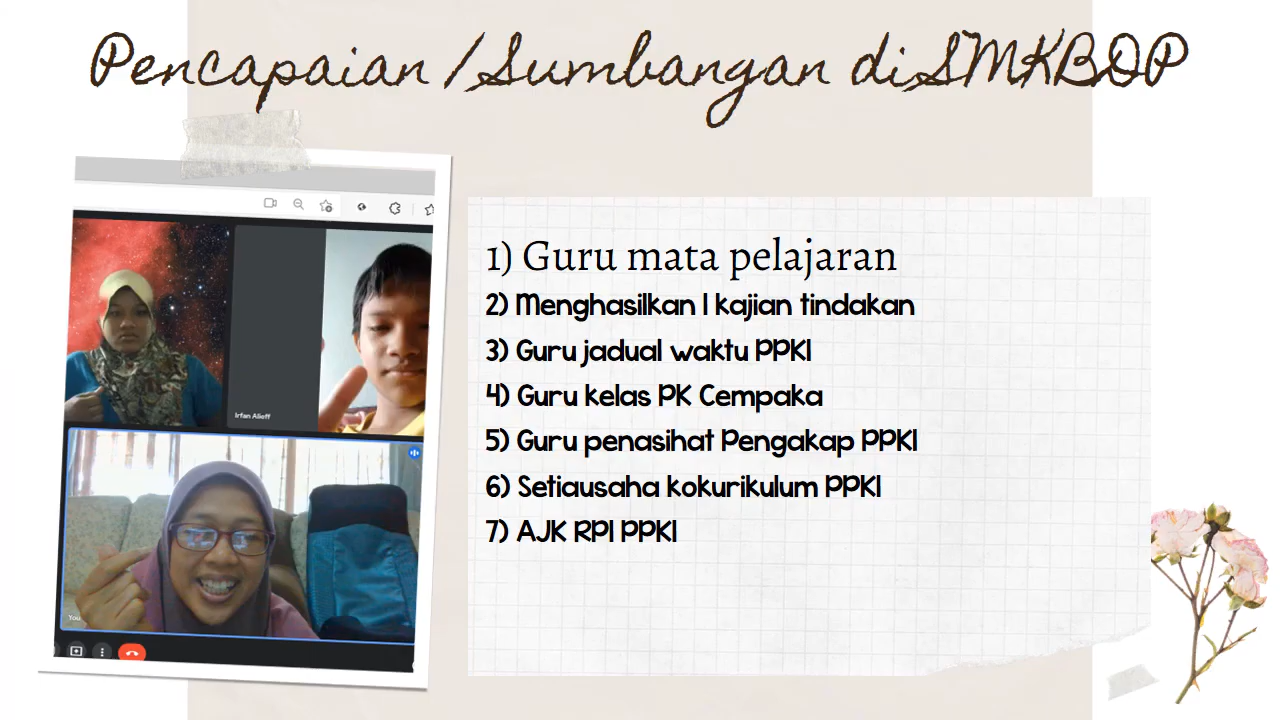 Pencapaian / Sumbangan di SMKBDP
Irfan Alieff
You
1) Guru mata pelajaran
2) Menghasilkan 1 kajian tindakan
3) Guru jadual waktu PPKI
4) Guru kelas PK Cempaka
5) Guru penasihat Pengakap PPKI
6) Setiausaha kokurikulum PPKI
7) AJK RPI PPKI